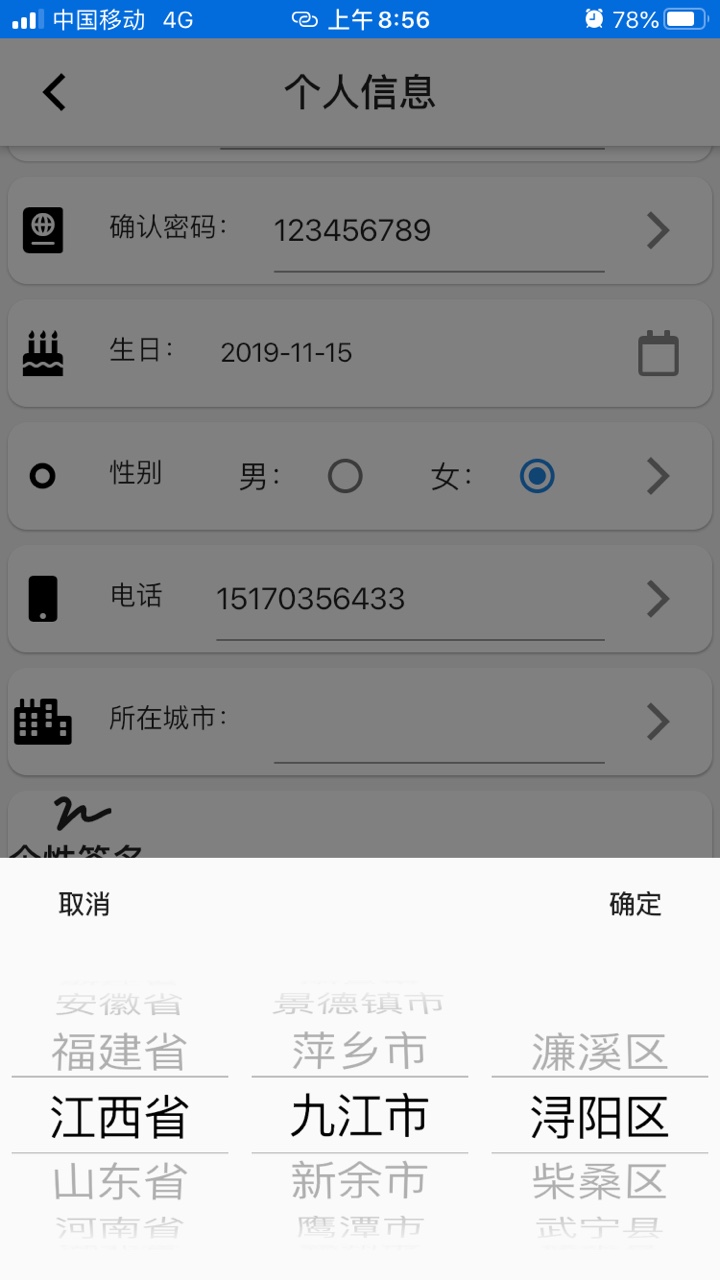 中国移动 4G 上午8:56 78%
个人信息
确认密码： 123456789
生日： 2019-11-15
性别 男： 女：
电话 15170356433
所在城市：
个性签名
取消 确定
安徽省 景德镇市
福建省 萍乡市 濂溪区
江西省 九江市 浔阳区
山东省 新余市 柴桑区
河南省 鹰潭市 武宁县